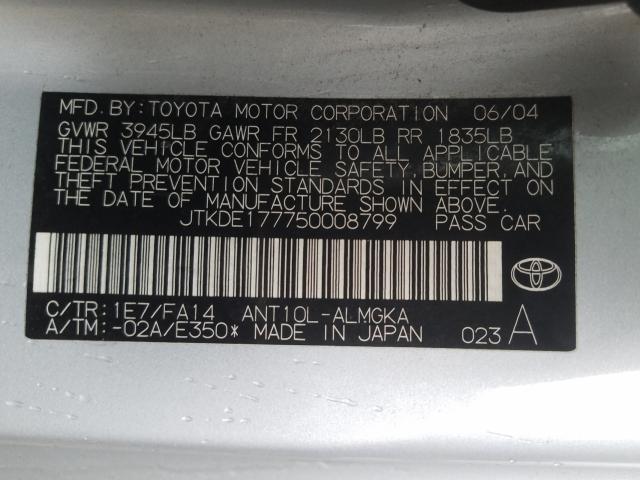 MFD.BY:TOYOTA MOTOR CORPORATION 06/04
GVWR 3945LB GAWR FR 2130LB RR 1835LB
THIS VEHICLE CONFORMS TO ALL APPLICABLE
FEDERAL MOTOR VEHICLE SAFETY, BUMPER, AND
THEFT PREVENTION STANDARDS IN EFFECT ON
THE DATE OF MANUFACTURE SHOWN ABOVE.
JTKDE177750008799 PASS CAR
C/TR:1E7/FA14 ANT10L-ALMGKA
A/TM:-02A/E350* MADE IN JAPAN 023 A